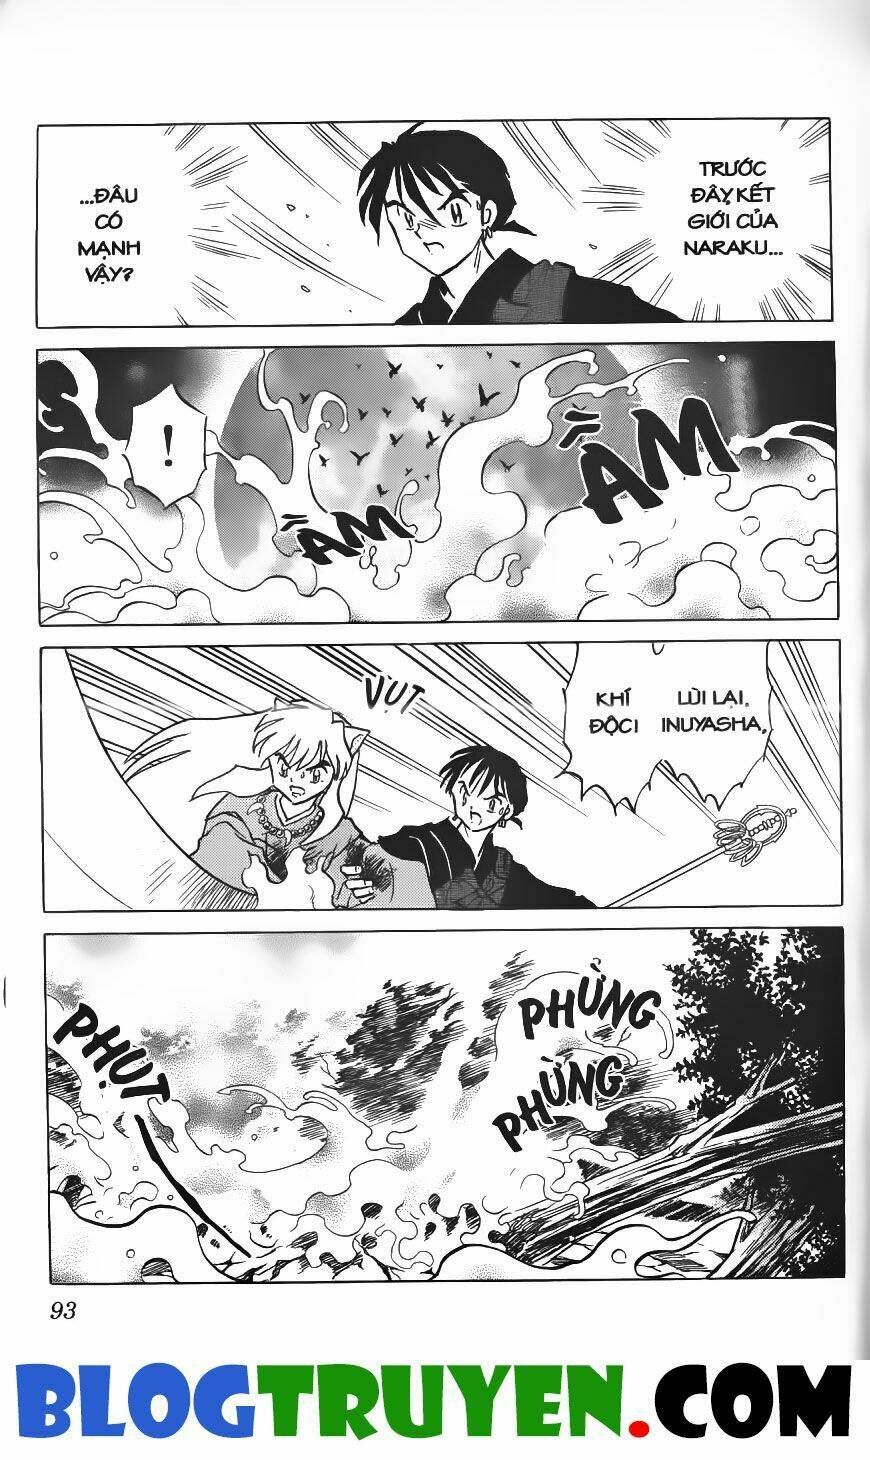 TRƯỚC
ĐÂY, KẾT
GIỚI CỦA
NARAKU...
...ĐÂU
CÓ
MẠNH
VẬY?
!
ẦM
ẦM
LÙI LẠI,
INUYASHA,
KHÍ
ĐỘC!
VỤT
PHỪNG
PHỪNG
PHỤT
93
BLOGTRUYEN.COM